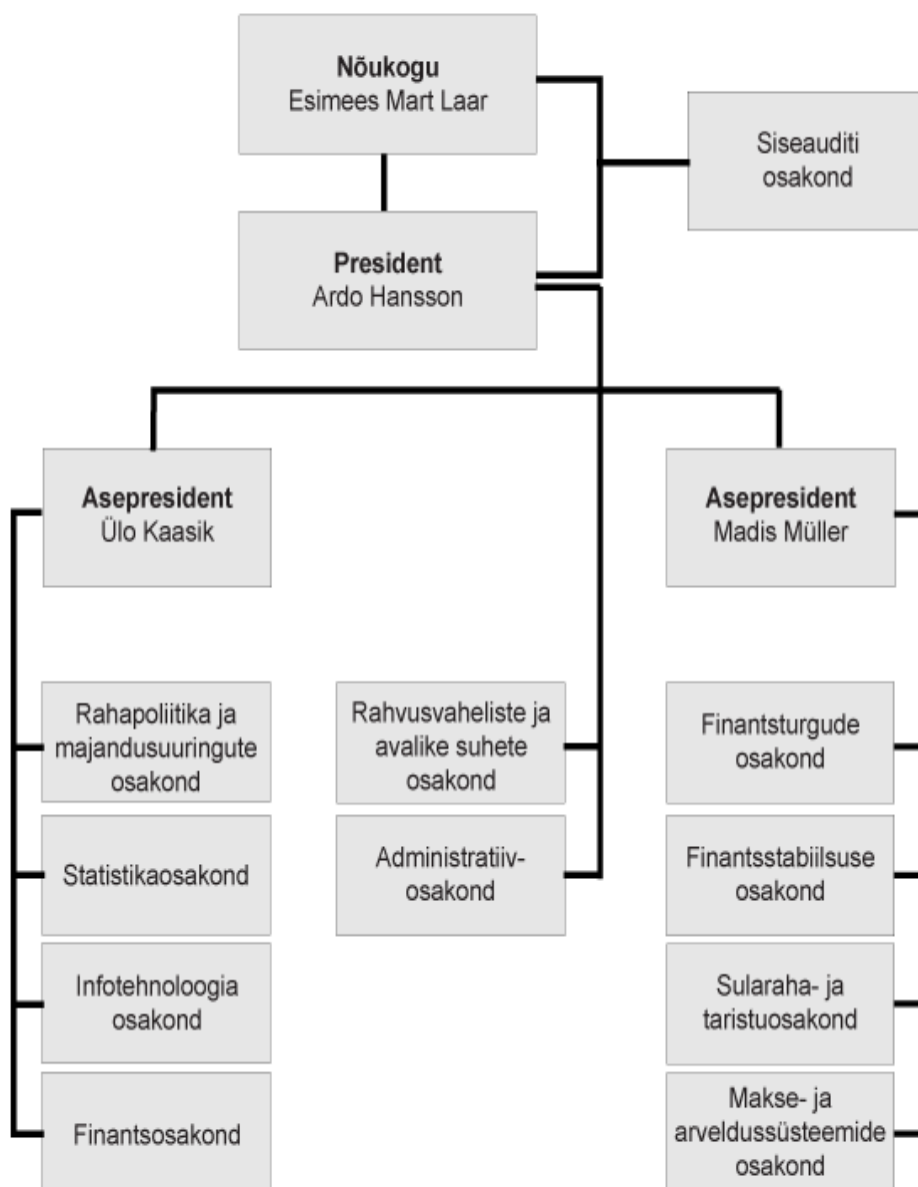 Nõukogu
Esimees Mart Laar
Siseauditi
osakond
President
Ardo Hansson
Asepresident
Ülo Kaasik
Asepresident
Madis Müller
Rahapoliitika ja
majandusuuringute
osakond
Rahvusvaheliste ja
avalike suhete
osakond
Finantsturgude
osakond
Statistikaosakond
Administratiiv-
osakond
Finantsstabiilsuse
osakond
Infotehnoloogia
osakond
Sularaha- ja
taristuosakond
Finantsosakond
Makse- ja
arveldussüsteemide
osakond